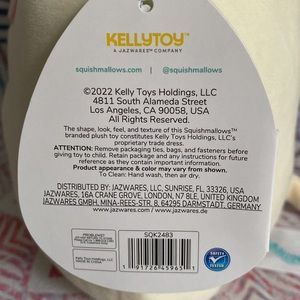 KELLYTOY
A JAZWARES® COMPANY
squishmallows.com | @squishmallows
©2022 Kelly Toys Holdings, LLC
4811 South Alameda Street
Los Angeles, CA 90058, USA
All Rights Reserved.
The shape, look, feel, and texture of this Squishmallows™
branded plush toy constitutes Kelly Toys Holdings, LLC's
proprietary trade dress.
ATTENTION: Remove packaging ties, bags, and fasteners before
giving toy to child. Retain package and any instructions for future
reference as they contain important information.
Product appearance & color may vary from shown.
To Clean: Hand wash, then air dry.
DISTRIBUTED BY: JAZWARES, LLC. SUNRISE, FL. 33326,
USA JAZWARES, 16A CRANE GROVE, LONDON, N7 8LE, UNITED KINGDOM
JAZWARES GMBH, MINA-REES-STR. 8, 64295 DARMSTADT, GERMANY
www.jazwares.com / www.jazwares.de
SQK2483
SAFETY
TESTED